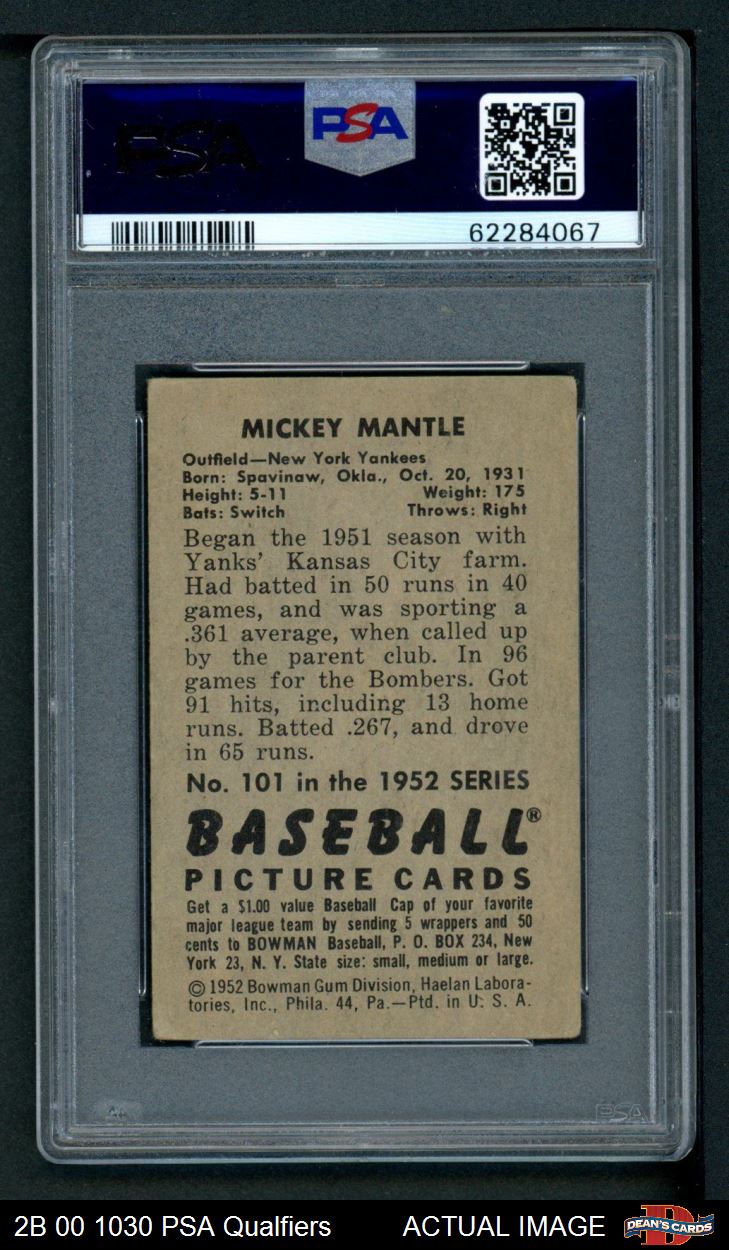 PSA
PSA
62284067
MICKEY MANTLE
Outfield—New York Yankees
Born: Spavinaw, Okla., Oct. 20, 1931
Height: 5-11 Weight: 175
Bats: Switch Throws: Right
Began the 1951 season with
Yanks' Kansas City farm.
Had batted in 50 runs in 40
games, and was sporting a
.361 average, when called up
by the parent club. In 96
games for the Bombers. Got
91 hits, including 13 home
runs. Batted .267, and drove
in 65 runs.
No. 101 in the 1952 SERIES
BASEBALL®
PICTURE CARDS
Get a $1.00 value Baseball Cap of your favorite
major league team by sending 5 wrappers and 50
cents to BOWMAN Baseball, P. O. BOX 234, New
York 23, N. Y. State size: small, medium or large.
© 1952 Bowman Gum Division, Haelan Labora-
tories, Inc., Phila. 44, Pa.—Ptd. in U. S. A.
PSA
2B 00 1030 PSA Qualfiers ACTUAL IMAGE
DEAN'S CARDS